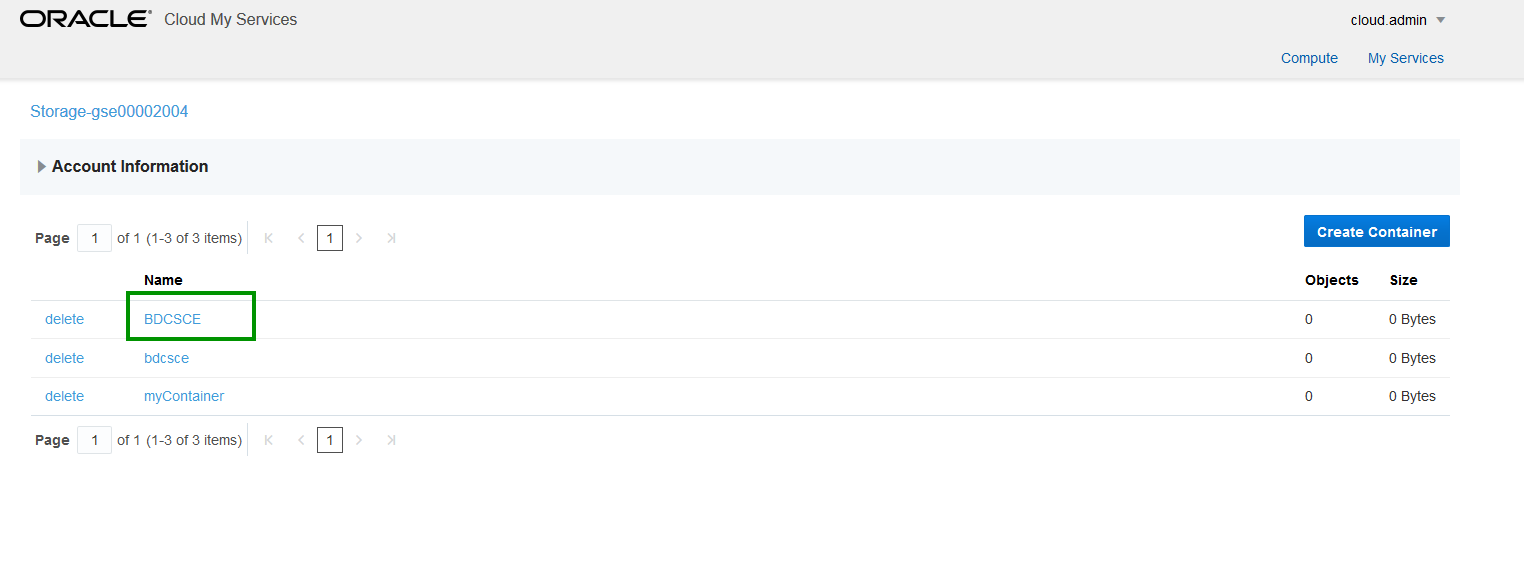 ORACLE Cloud My Services cloud.admin
Compute My Services
Storage-gse00002004
Account Information
Page 1 of 1 (1-3 of 3 items) 1 Create Container
Name Objects Size
delete BDCSCE 0 0 Bytes
delete bdcsce 0 0 Bytes
delete myContainer 0 0 Bytes
Page 1 of 1 (1-3 of 3 items) 1